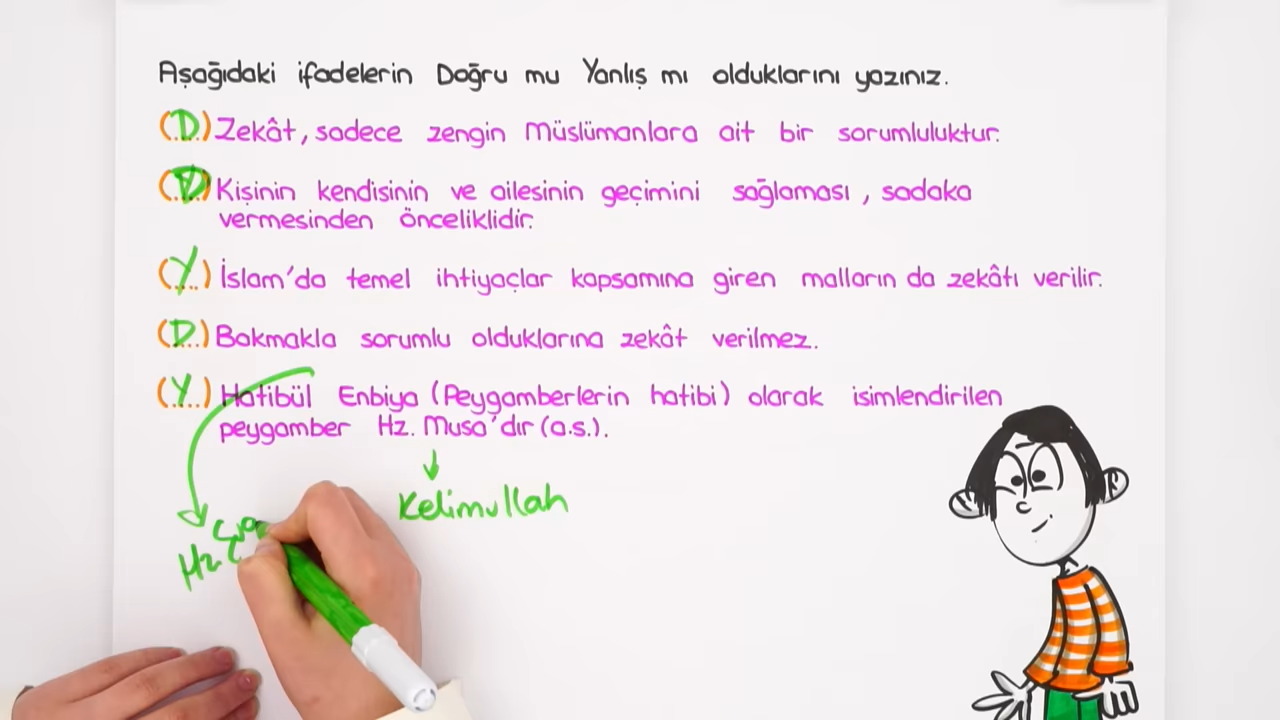 Aşağıdaki ifadelerin Doğru mu Yanlış mı olduklarını yazınız.
(D) Zekât, sadece zengin Müslümanlara ait bir sorumluluktur.
(D) Kişinin kendisinin ve ailesinin geçimini sağlaması, sadaka
vermesinden önceliklidir.
(Y) İslam'da temel ihtiyaçlar kapsamına giren malların da zekâtı verilir.
(D) Bakmakla sorumlu olduklarına zekât verilmez.
(Y) Hatibül Enbiya (Peygamberlerin hatibi) olarak isimlendirilen
peygamber Hz. Musa'dır (a.s.).
Kelimullah
Hz.